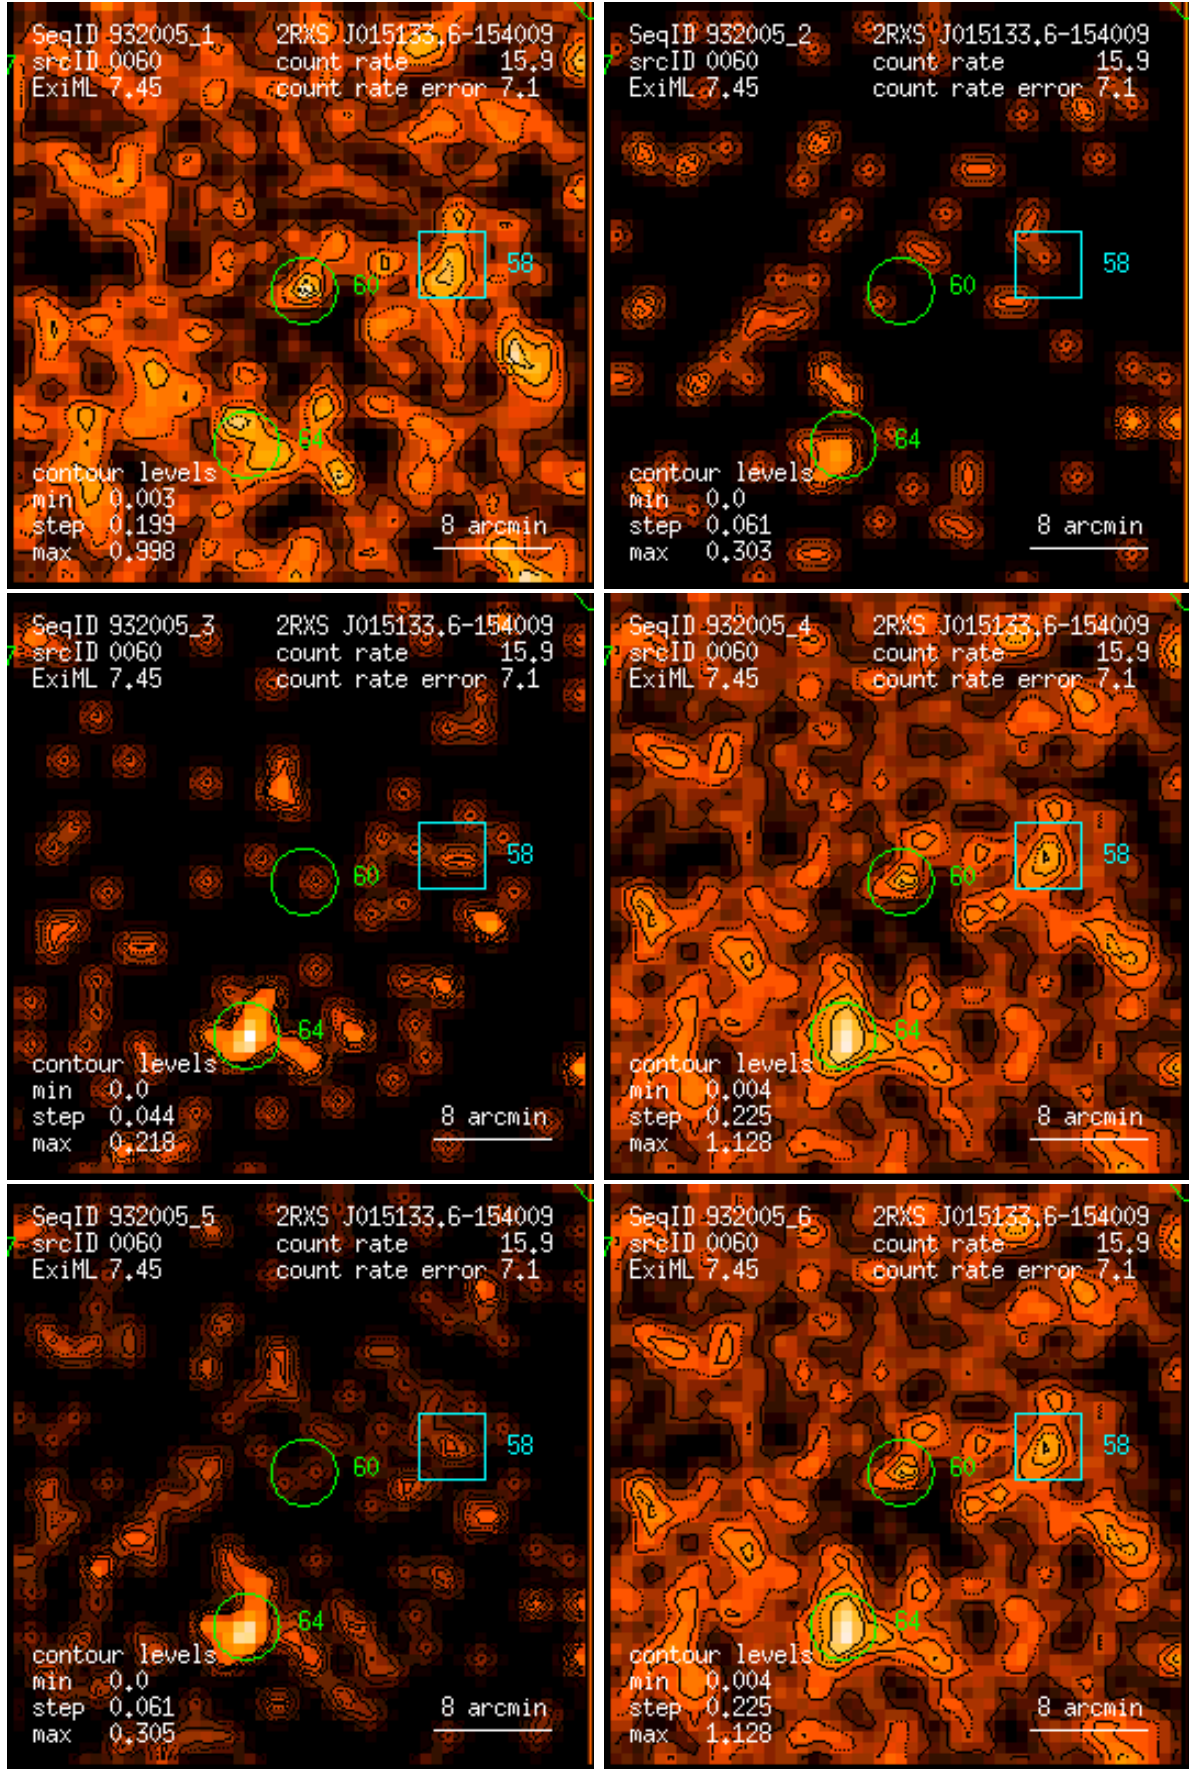 SeqID 932005_1 2RXS J015133.6-154009
srcID 0060 count rate 15.9
ExiML 7.45 count rate error 7.1
7
58
60
64
contour levels
min 0.003
step 0.199
max 0.998
8 arcmin
SeqID 932005_2 2RXS J015133.6-154009
srcID 0060 count rate 15.9
ExiML 7.45 count rate error 7.1
7
58
60
64
contour levels
min 0.0
step 0.061
max 0.303
8 arcmin
SeqID 932005_3 2RXS J015133.6-154009
srcID 0060 count rate 15.9
ExiML 7.45 count rate error 7.1
7
58
60
64
contour levels
min 0.0
step 0.044
max 0.218
8 arcmin
SeqID 932005_4 2RXS J015133.6-154009
srcID 0060 count rate 15.9
ExiML 7.45 count rate error 7.1
7
58
60
64
contour levels
min 0.004
step 0.225
max 1.128
8 arcmin
SeqID 932005_5 2RXS J015133.6-154009
srcID 0060 count rate 15.9
ExiML 7.45 count rate error 7.1
7
58
60
64
contour levels
min 0.0
step 0.061
max 0.305
8 arcmin
SeqID 932005_6 2RXS J015133.6-154009
srcID 0060 count rate 15.9
ExiML 7.45 count rate error 7.1
7
58
60
64
contour levels
min 0.004
step 0.225
max 1.128
8 arcmin